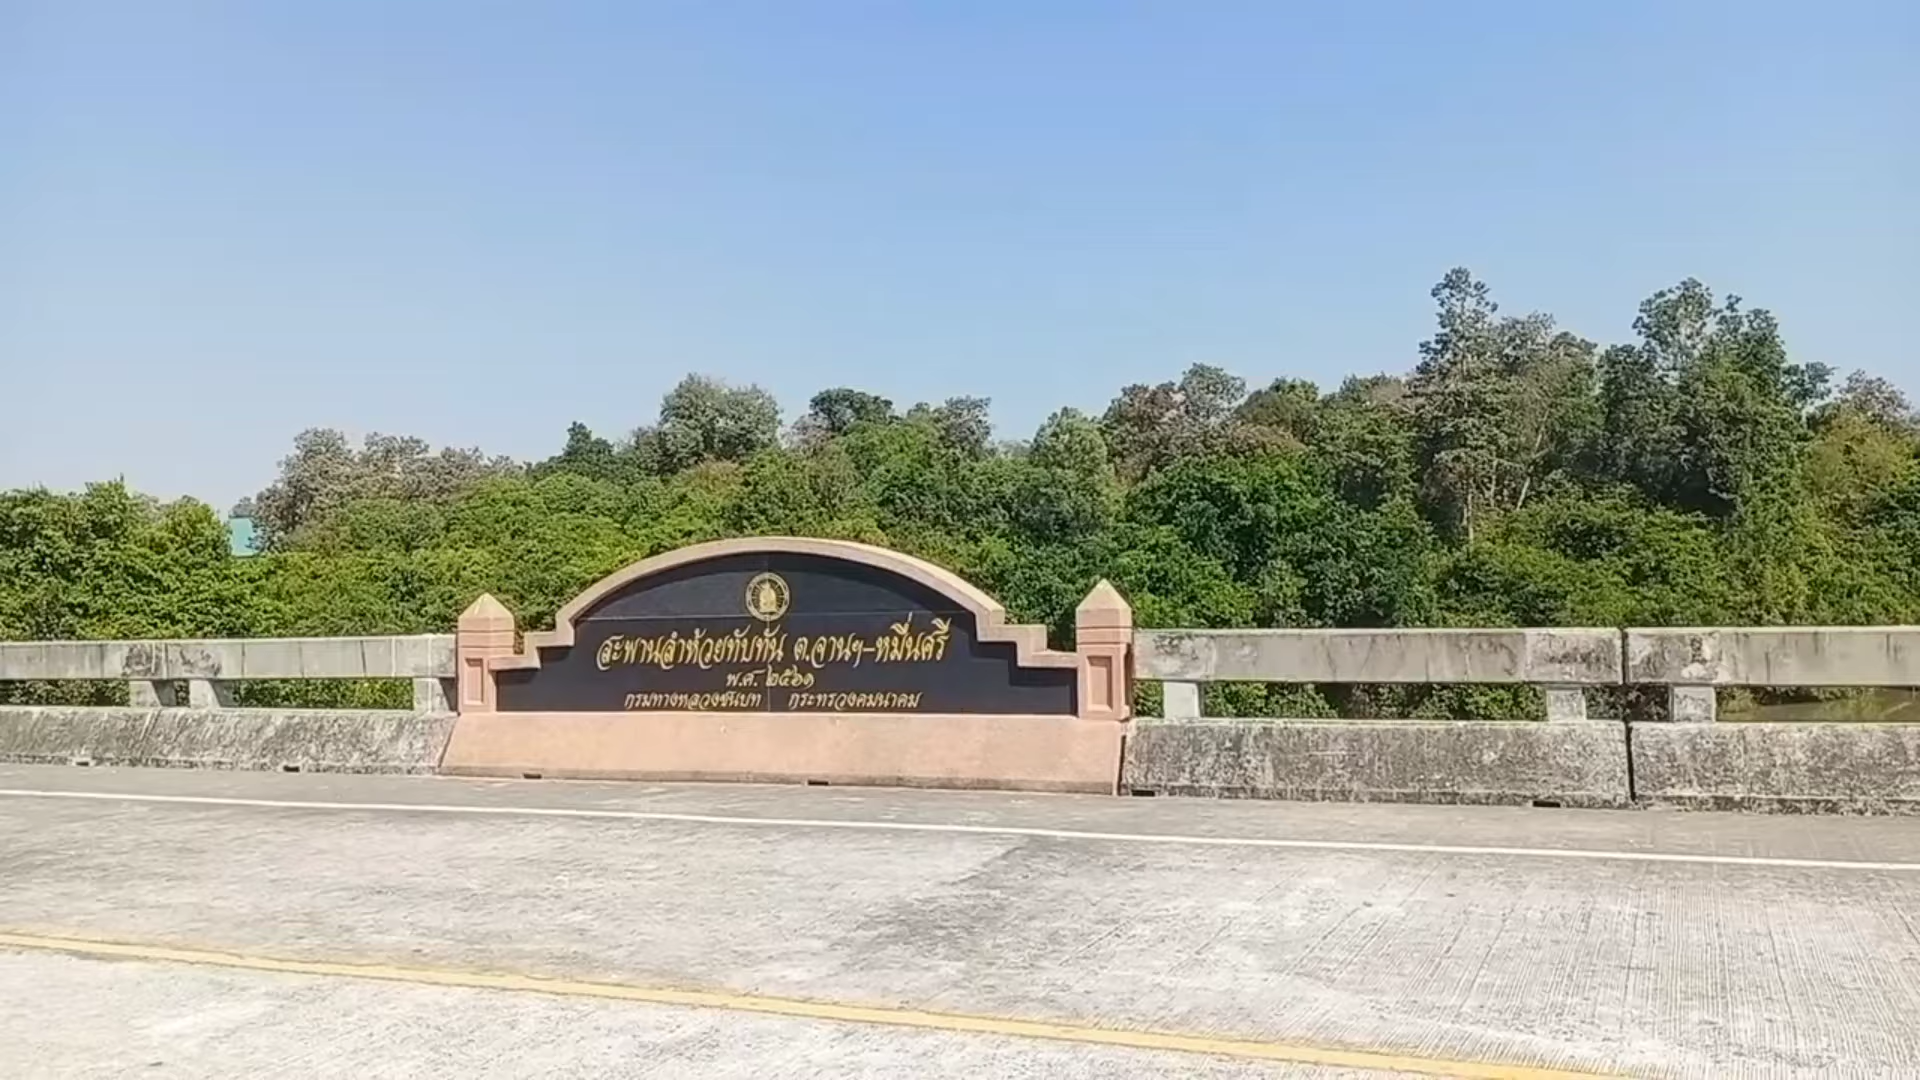 สะพานลำห้วยทับทัน ต.จานฯ-หมื่นศรี
พ.ศ. ๒๕๖๑
กรมทางหลวงชนบท กระทรวงคมนาคม